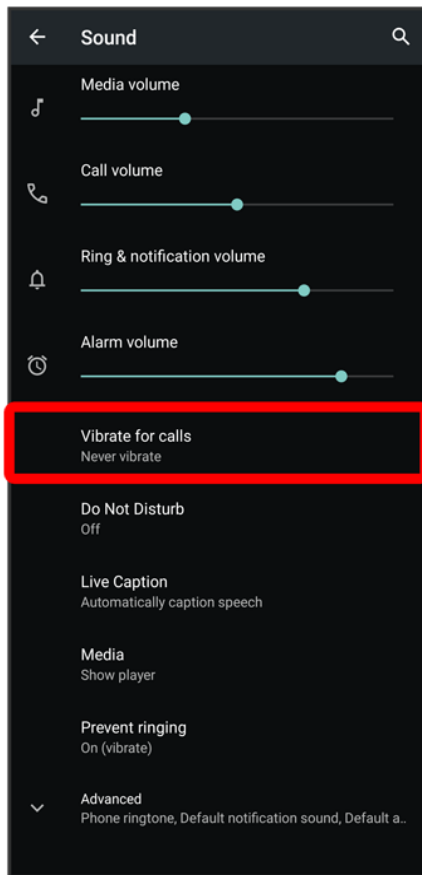 Sound
Media volume
Call volume
Ring & notification volume
Alarm volume
Vibrate for calls
Never vibrate
Do Not Disturb
Off
Live Caption
Automatically caption speech
Media
Show player
Prevent ringing
On (vibrate)
Advanced
Phone ringtone, Default notification sound, Default a..